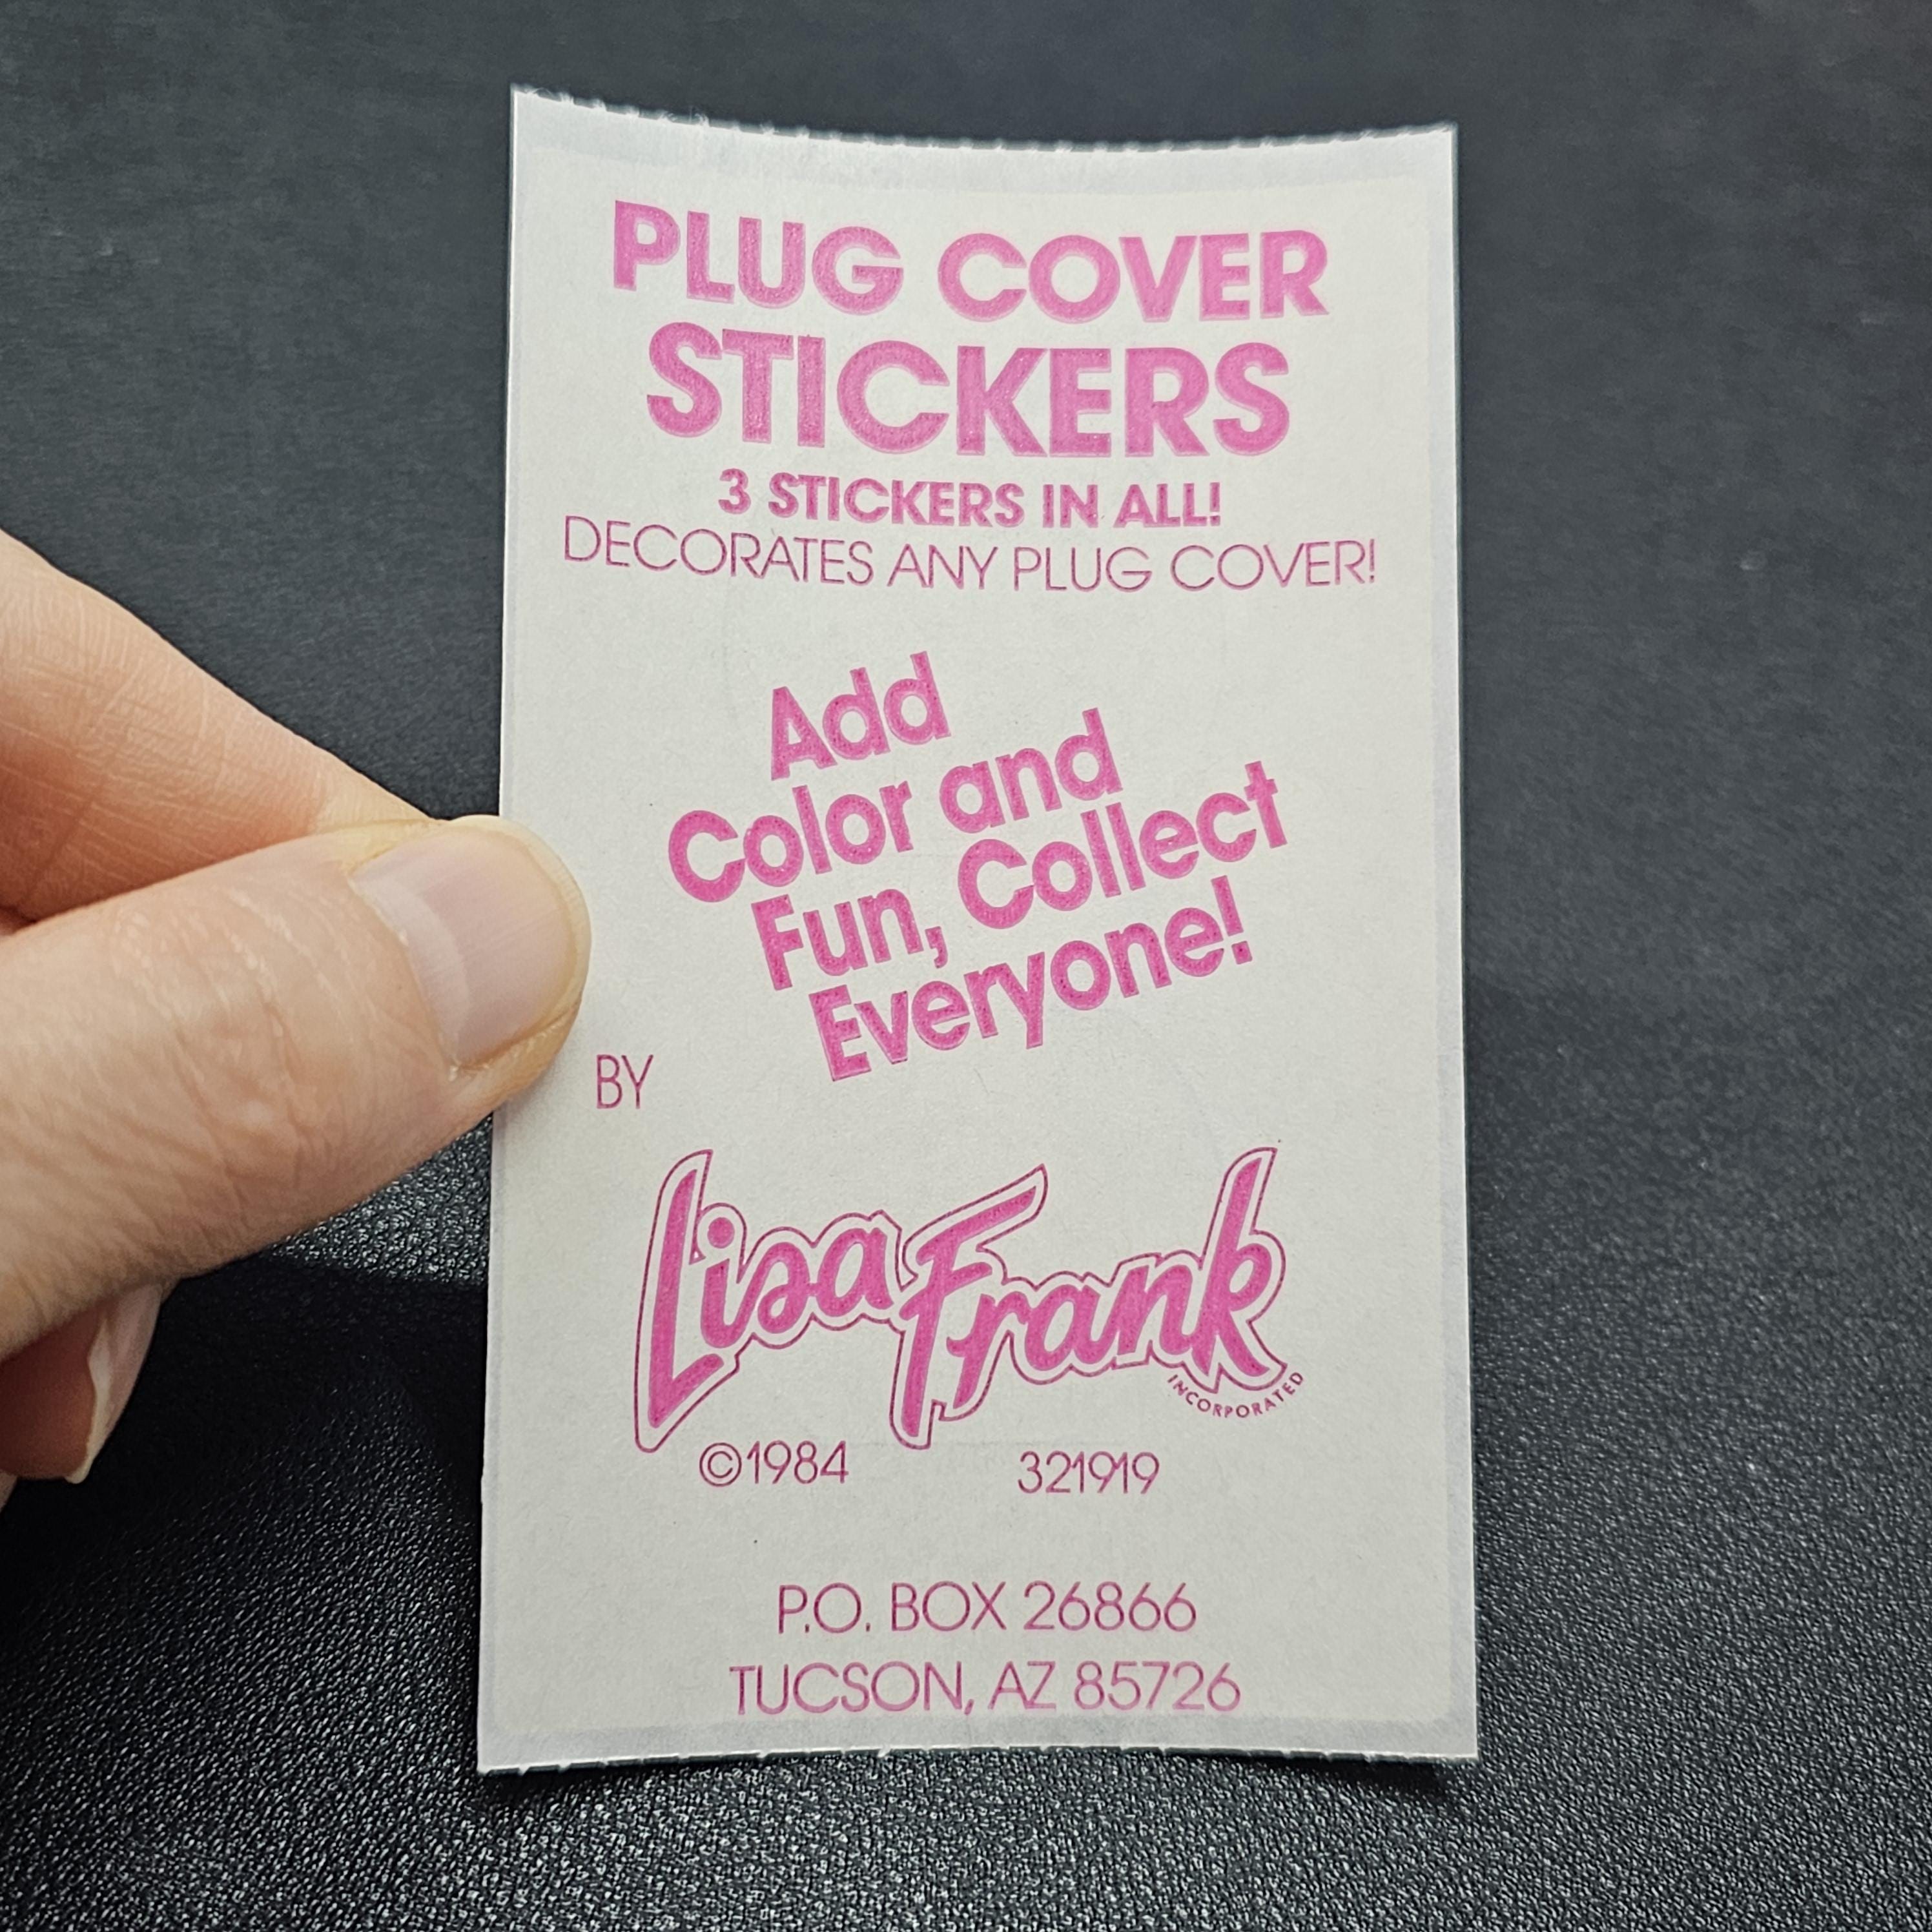 PLUG COVER
STICKERS
3 STICKERS IN ALL!
DECORATES ANY PLUG COVER!
Add
Color and
Fun, Collect
Everyone!
BY
Lisa Frank
INCORPORATED
©1984 321919
P.O. BOX 26866
TUCSON, AZ 85726